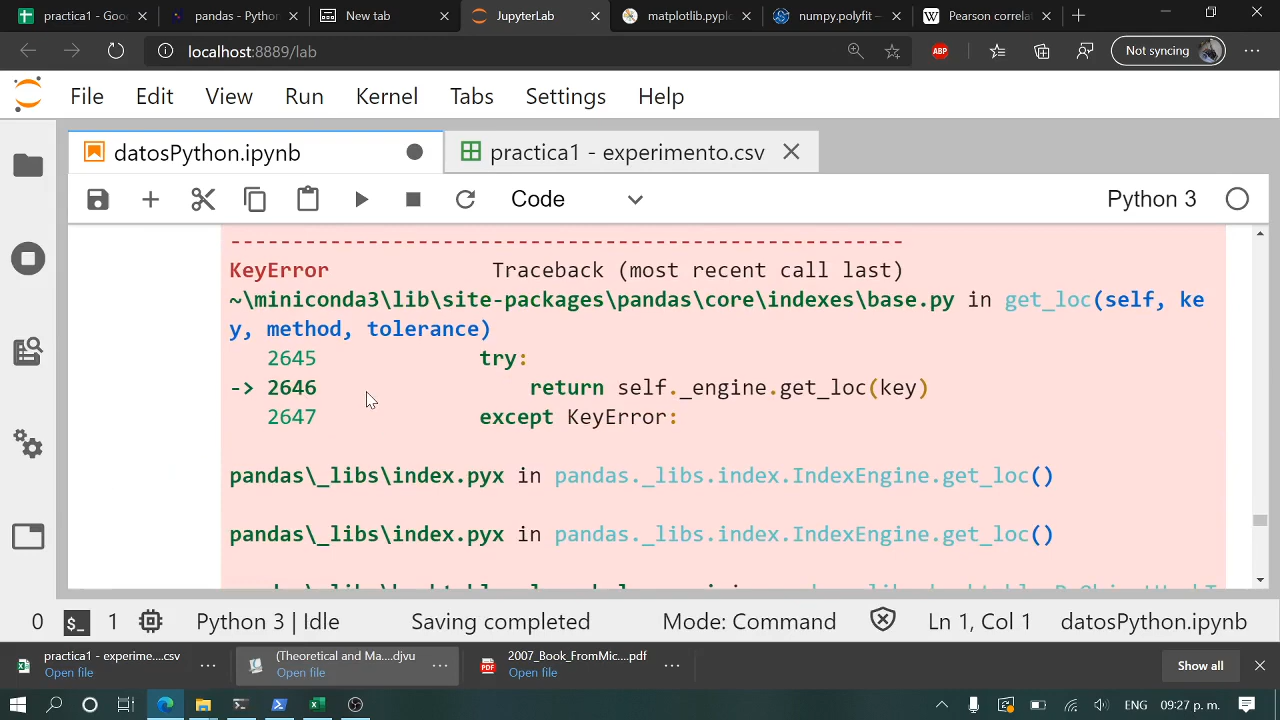 practica1 - Goo
pandas - Python
New tab
JupyterLab
matplotlib.pyplo
numpy.polyfit —
Pearson correlat
localhost:8889/lab
ABP
Not syncing
File Edit View Run Kernel Tabs Settings Help
datosPython.ipynb
practica1 - experimento.csv
Code
Python 3
---------------------------------------------------------------------------
KeyError Traceback (most recent call last)
~\miniconda3\lib\site-packages\pandas\core\indexes\base.py in get_loc(self, ke
y, method, tolerance)
2645 try:
-> 2646 return self._engine.get_loc(key)
2647 except KeyError:
pandas\_libs\index.pyx in pandas._libs.index.IndexEngine.get_loc()
pandas\_libs\index.pyx in pandas._libs.index.IndexEngine.get_loc()
0 $_ 1 Python 3 | Idle Saving completed Mode: Command Ln 1, Col 1 datosPython.ipynb
practica1 - experime....csv
Open file
(Theoretical and Ma....djvu
Open file
2007_Book_FromMic....pdf
Open file
Show all
ENG 09:27 p. m.